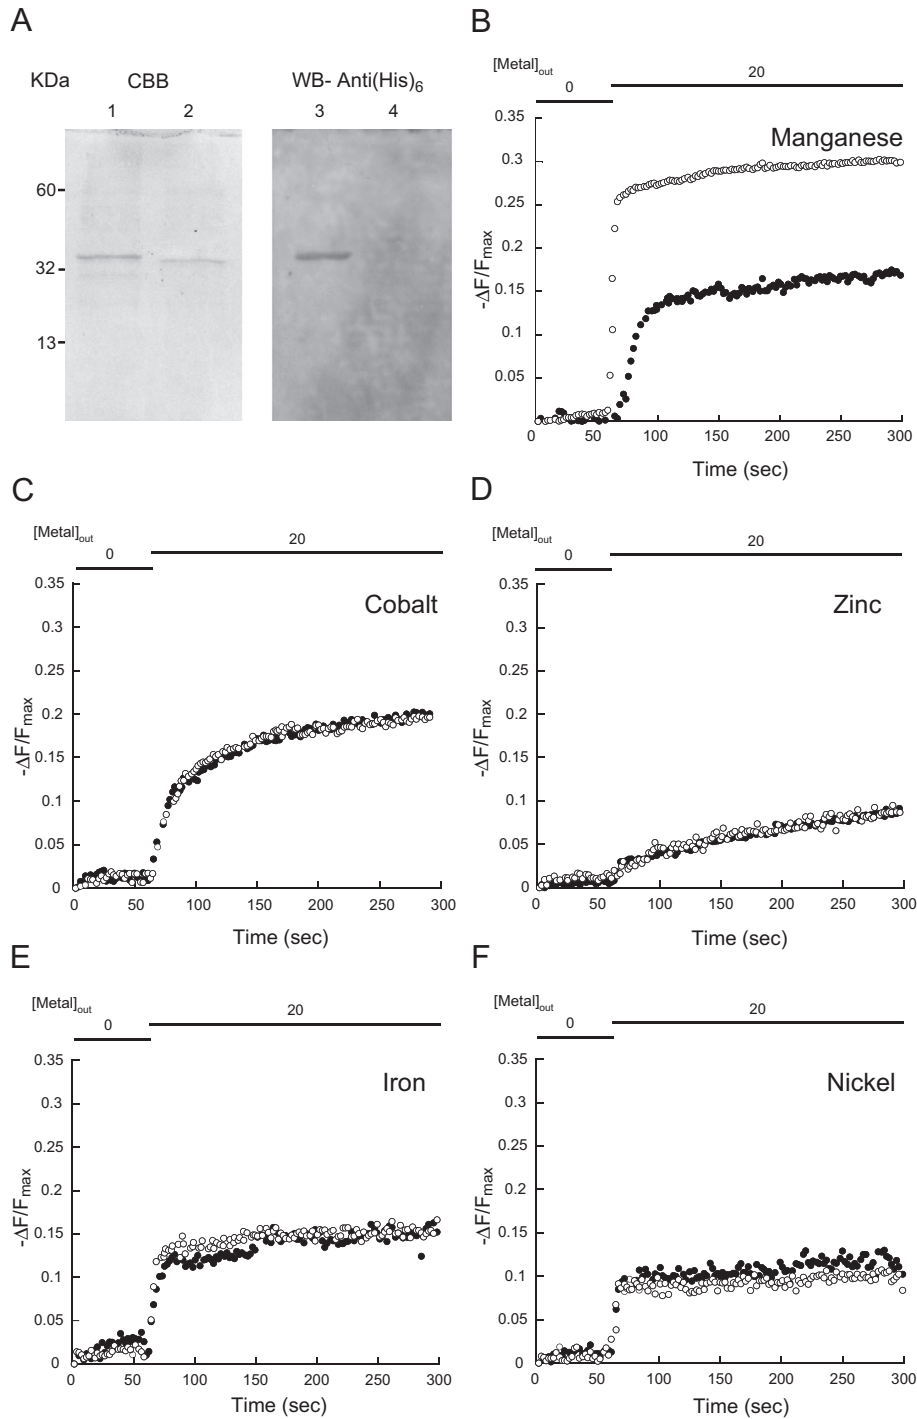 A
KDa
CBB
WB- Anti(His)6
1
2
3
4
60
32
13
B
[Metal]out
0
20
Manganese
0.35
0.3
0.25
0.2
0.15
0.1
0.05
0
-ΔF/Fmax
0 50 100 150 200 250 300
Time (sec)
C
[Metal]out
0
20
Cobalt
0.35
0.3
0.25
0.2
0.15
0.1
0.05
0
-ΔF/Fmax
0 50 100 150 200 250 300
Time (sec)
D
[Metal]out
0
20
Zinc
0.35
0.3
0.25
0.2
0.15
0.1
0.05
0
-ΔF/Fmax
0 50 100 150 200 250 300
Time (sec)
E
[Metal]out
0
20
Iron
0.35
0.3
0.25
0.2
0.15
0.1
0.05
0
-ΔF/Fmax
0 50 100 150 200 250 300
Time (sec)
F
[Metal]out
0
20
Nickel
0.35
0.3
0.25
0.2
0.15
0.1
0.05
0
-ΔF/Fmax
0 50 100 150 200 250 300
Time (sec)